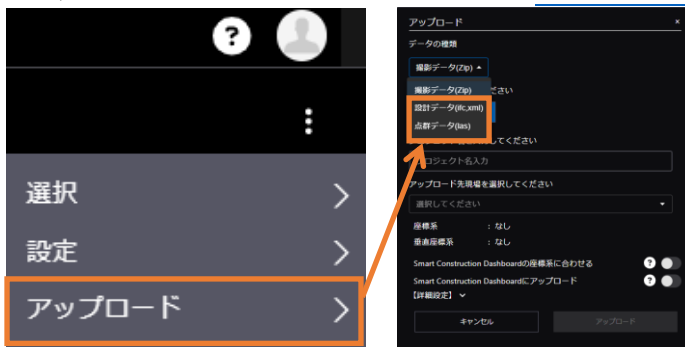 ?
選択
設定
アップロード
アップロード
×
データの種類
撮影データ(Zip)
撮影データ(Zip)
ださい
設計データ(ifc,xml)
点群データ(las)
してください
ロジェクト名入力
アップロード先現場を選択してください
選択してください
座標系 : なし
垂直座標系 : なし
Smart Construction Dashboardの座標系に合わせる ?
Smart Construction Dashboardにアップロード ?
【詳細設定】
キャンセル
アップロード